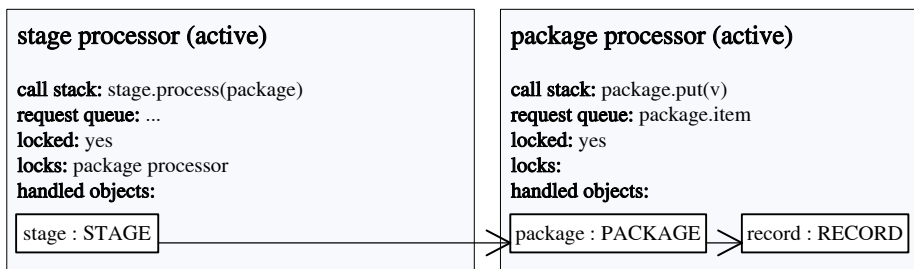 stage processor (active)
call stack: stage.process(package)
request queue: ...
locked: yes
locks: package processor
handled objects:
stage : STAGE
package processor (active)
call stack: package.put(v)
request queue: package.item
locked: yes
locks:
handled objects:
package : PACKAGE
record : RECORD